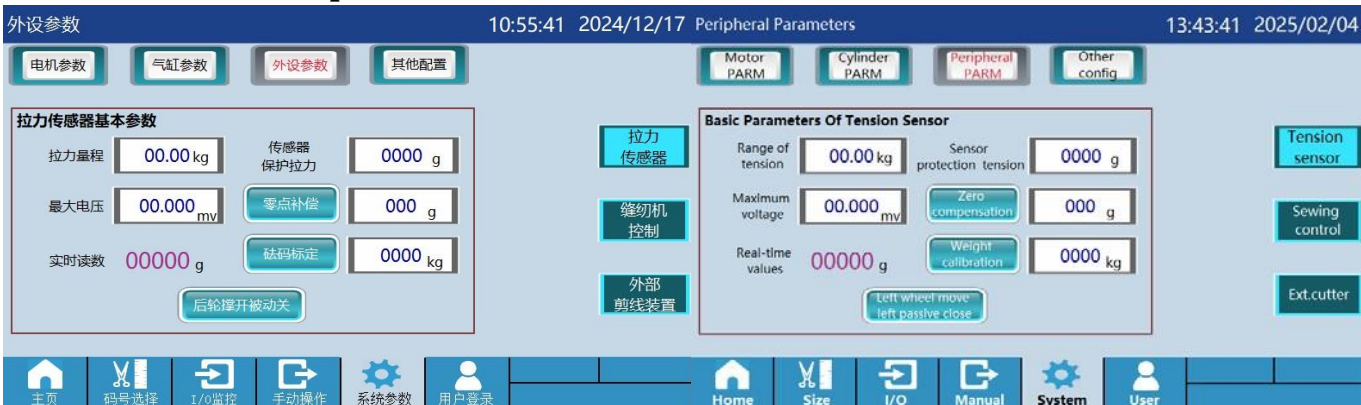 外设参数
10:55:41 2024/12/17
电机参数
气缸参数
外设参数
其他配置
拉力传感器基本参数
拉力量程
00.00 kg
传感器
保护拉力
0000 g
最大电压
00.000 mv
零点补偿
000 g
实时读数
00000 g
砝码标定
0000 kg
后轮撑开被动关
拉力
传感器
缝纫机
控制
外部
剪线装置
主页
码号选择
I/O监控
手动操作
系统参数
用户登录
Peripheral Parameters
13:43:41 2025/02/04
Motor
PARM
Cylinder
PARM
Peripheral
PARM
Other
config
Basic Parameters Of Tension Sensor
Range of
tension
00.00 kg
Sensor
protection tension
0000 g
Maximum
voltage
00.000 mv
Zero
compensation
000 g
Real-time
values
00000 g
Weight
calibration
0000 kg
Left wheel move
left passive close
Tension
sensor
Sewing
control
Ext.cutter
Home
Size
I/O
Manual
System
User